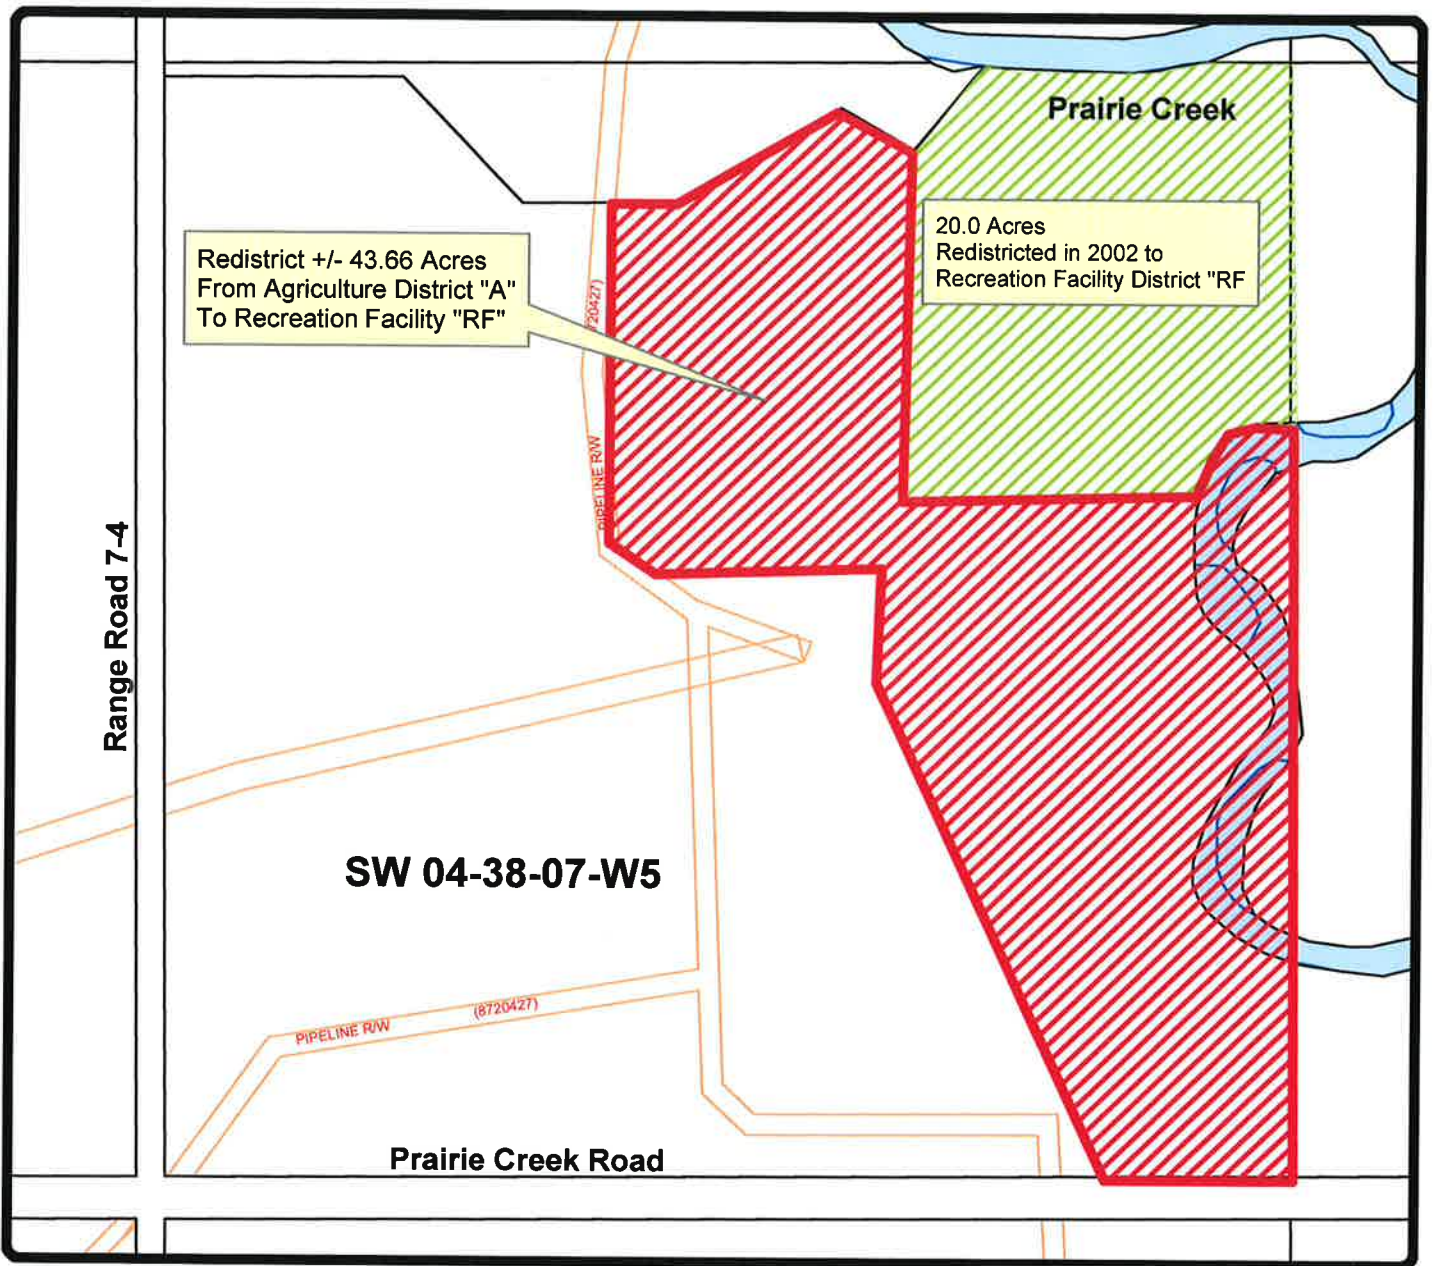 Prairie Creek
20.0 Acres
Redistricted in 2002 to
Recreation Facility District "RF
Redistrict +/- 43.66 Acres
From Agriculture District "A"
To Recreation Facility "RF"
720427)
PIPELINE R/W
Range Road 7-4
SW 04-38-07-W5
PIPELINE R/W
(8720427)
Prairie Creek Road